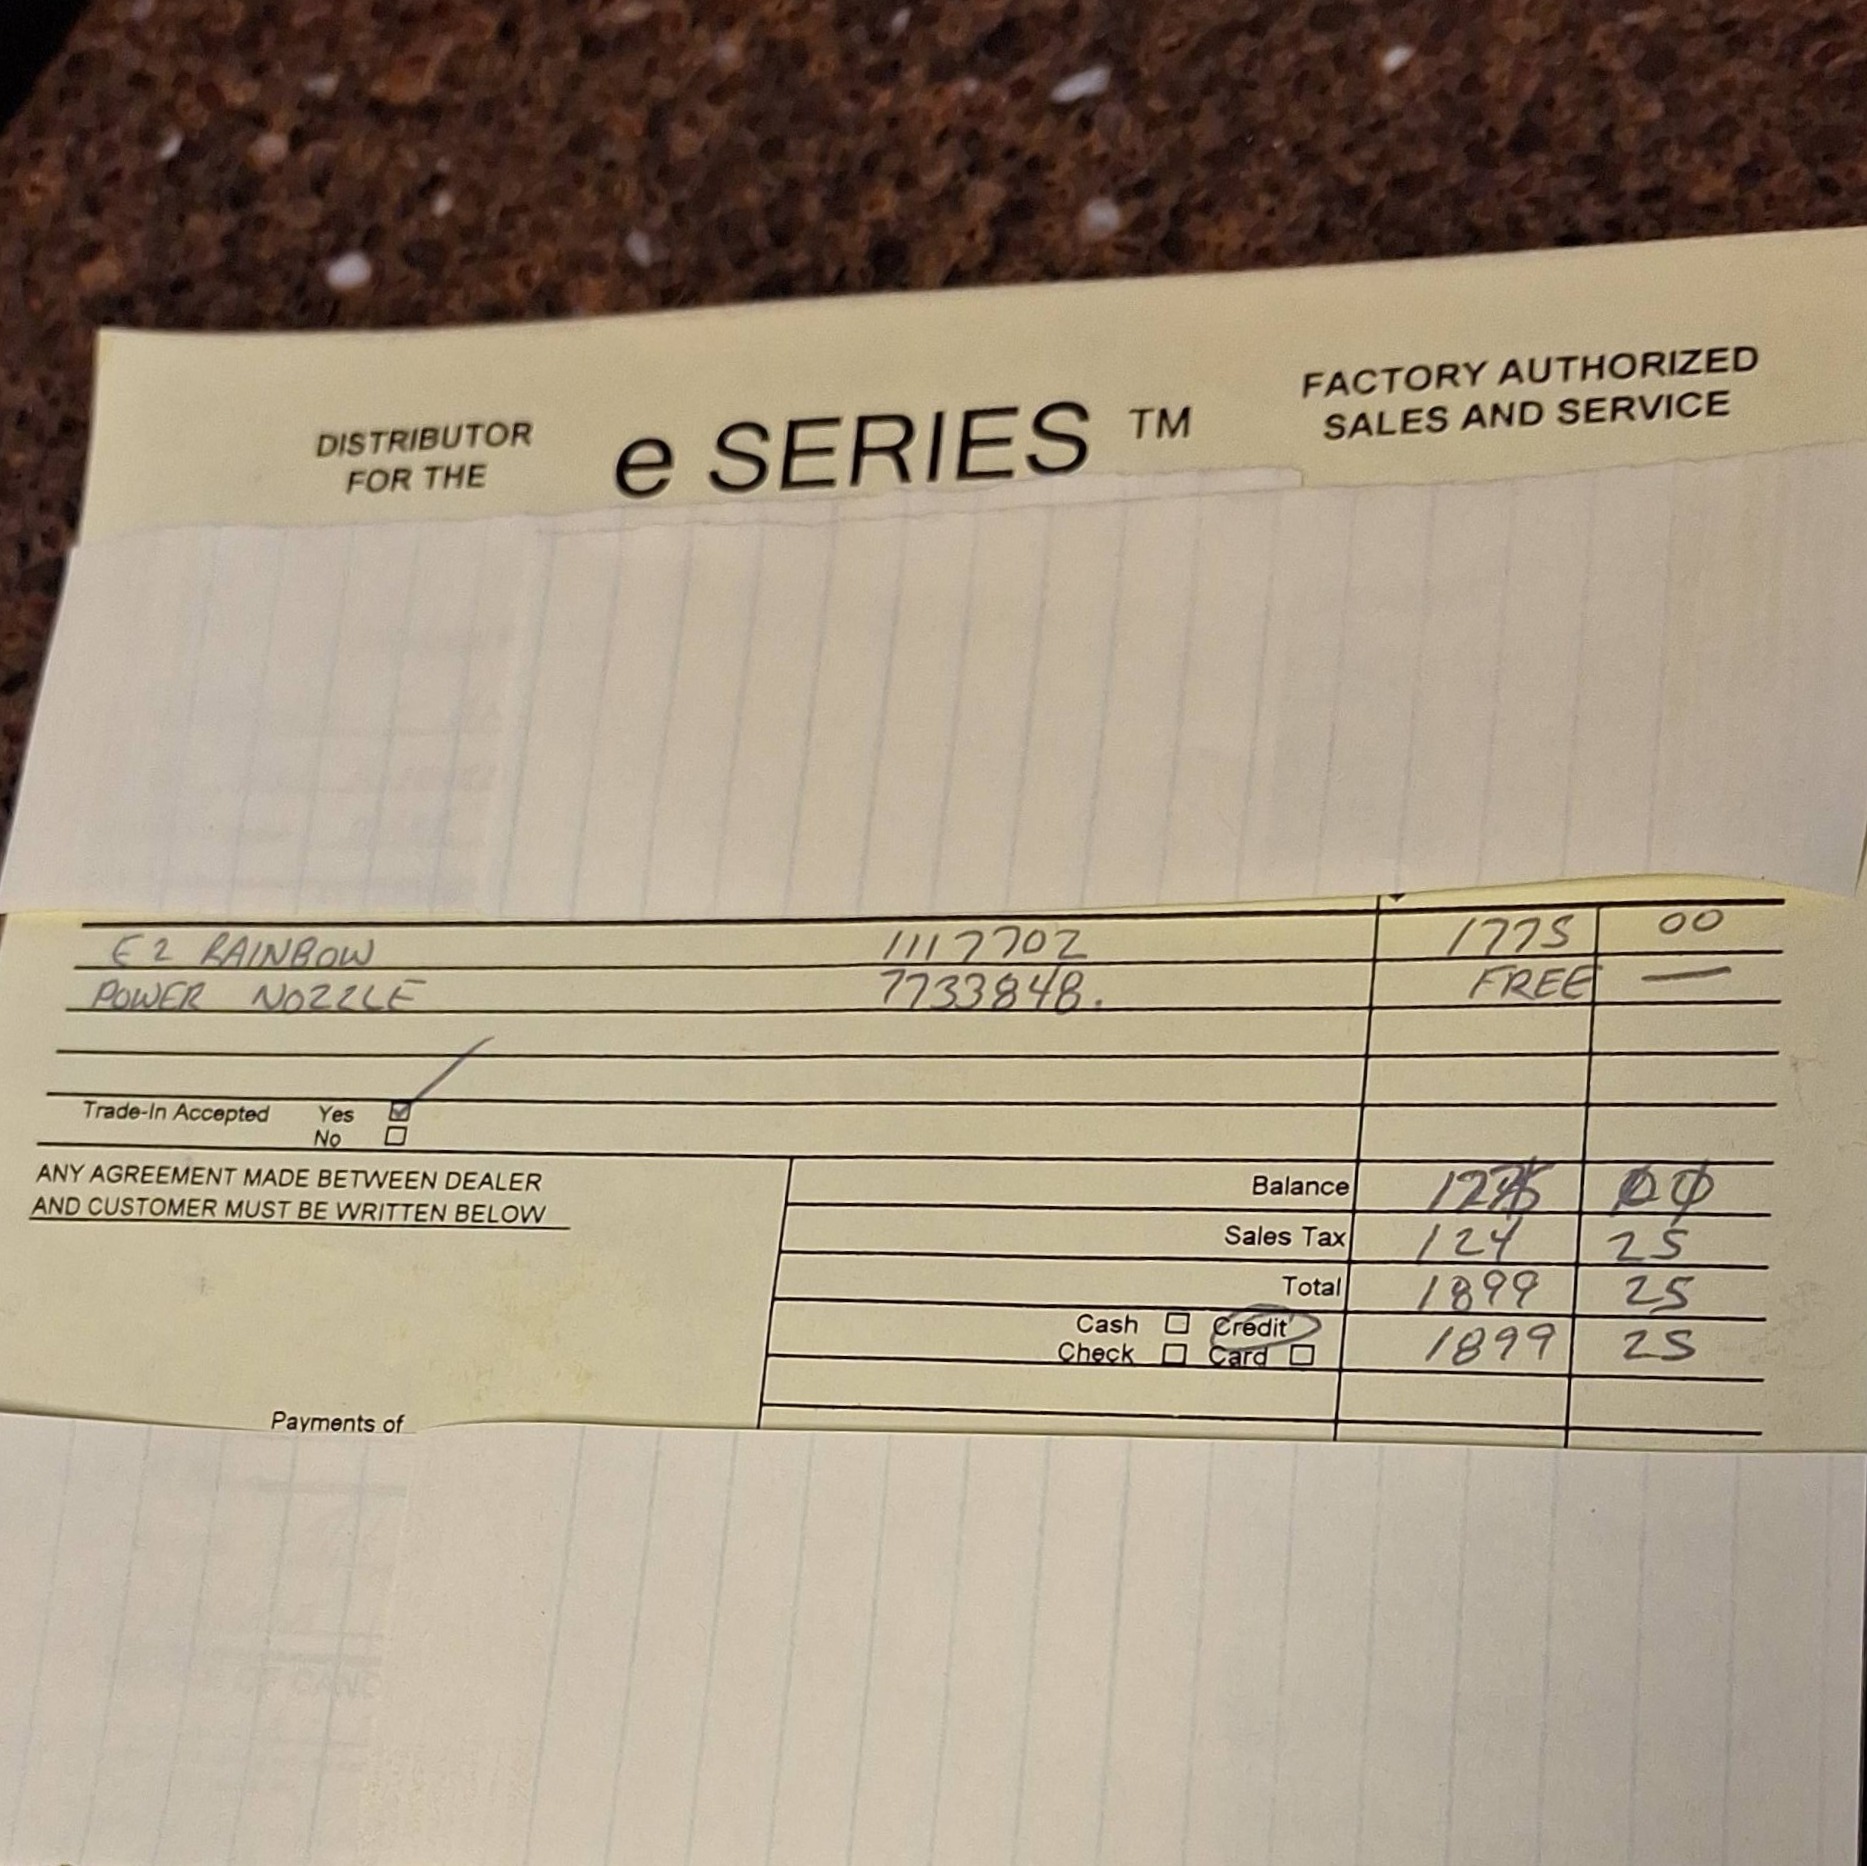 DISTRIBUTOR
FOR THE
e SERIES TM
FACTORY AUTHORIZED
SALES AND SERVICE
E2 RAINBOW 1117702 1775 00
POWER NOZZLE 7733848. FREE —
Trade-In Accepted Yes ☑
No ☐
ANY AGREEMENT MADE BETWEEN DEALER
AND CUSTOMER MUST BE WRITTEN BELOW
Balance 00
Sales Tax 124 25
Total 1899 25
Cash ☐ Credit
Check ☐ Card ☐ 1899 25
Payments of